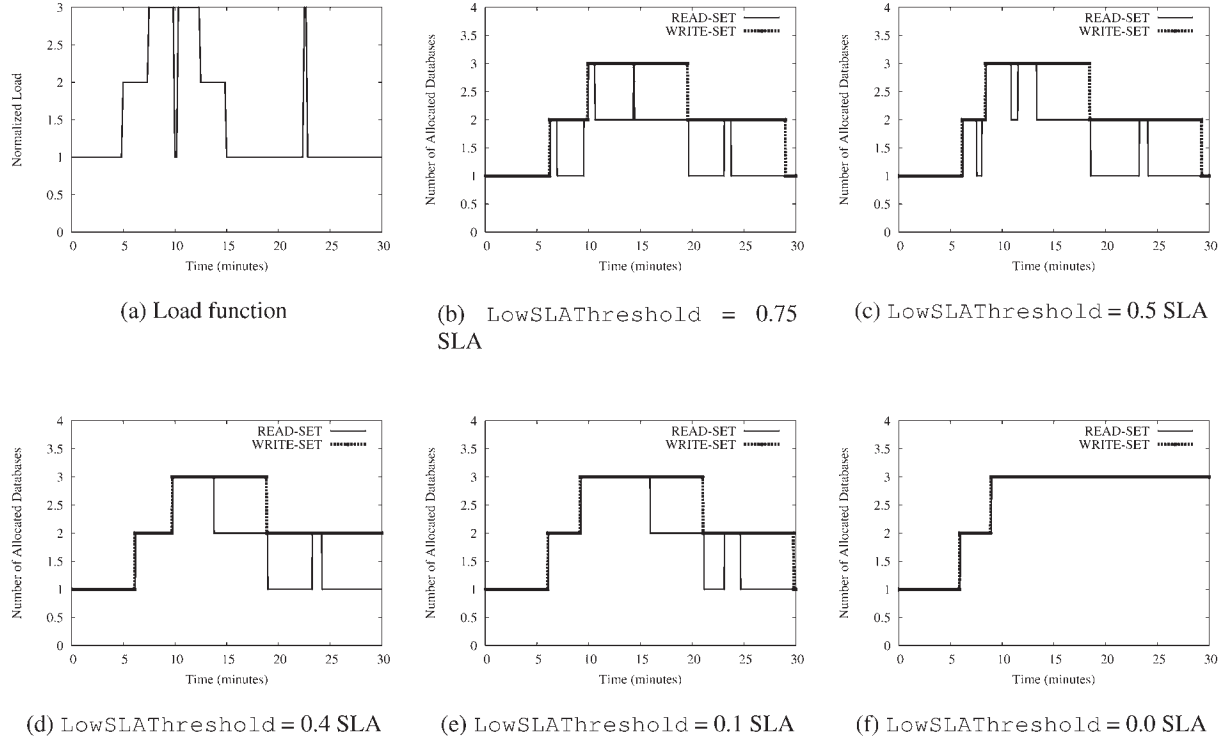 3
2.5
2
1.5
1
0.5
0
0 5 10 15 20 25 30
Normalized Load
Time (minutes)
(a) Load function
READ-SET
WRITE-SET
4
3.5
3
2.5
2
1.5
1
0.5
0
0 5 10 15 20 25 30
Number of Allocated Databases
Time (minutes)
(b) LowSLAThreshold = 0.75
SLA
READ-SET
WRITE-SET
4
3.5
3
2.5
2
1.5
1
0.5
0
0 5 10 15 20 25 30
Number of Allocated Databases
Time (minutes)
(c) LowSLAThreshold = 0.5 SLA
READ-SET
WRITE-SET
4
3.5
3
2.5
2
1.5
1
0.5
0
0 5 10 15 20 25 30
Number of Allocated Databases
Time (minutes)
(d) LowSLAThreshold = 0.4 SLA
READ-SET
WRITE-SET
4
3.5
3
2.5
2
1.5
1
0.5
0
0 5 10 15 20 25 30
Number of Allocated Databases
Time (minutes)
(e) LowSLAThreshold = 0.1 SLA
READ-SET
WRITE-SET
4
3.5
3
2.5
2
1.5
1
0.5
0
0 5 10 15 20 25 30
Number of Allocated Databases
Time (minutes)
(f) LowSLAThreshold = 0.0 SLA